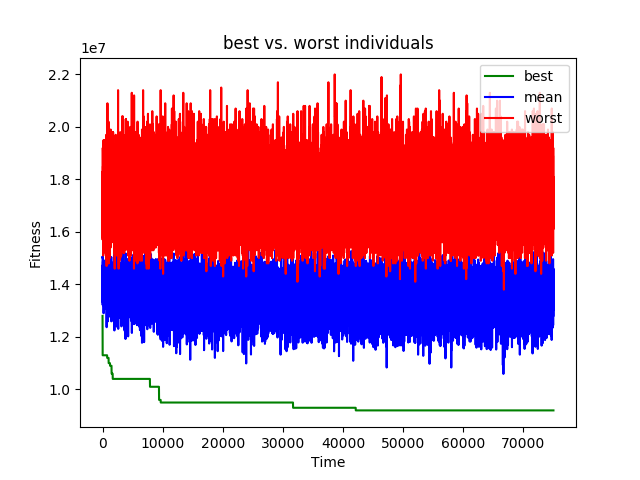 best vs. worst individuals
1e7
2.2
2.0
1.8
1.6
1.4
1.2
1.0
Fitness
best
mean
worst
0 10000 20000 30000 40000 50000 60000 70000
Time